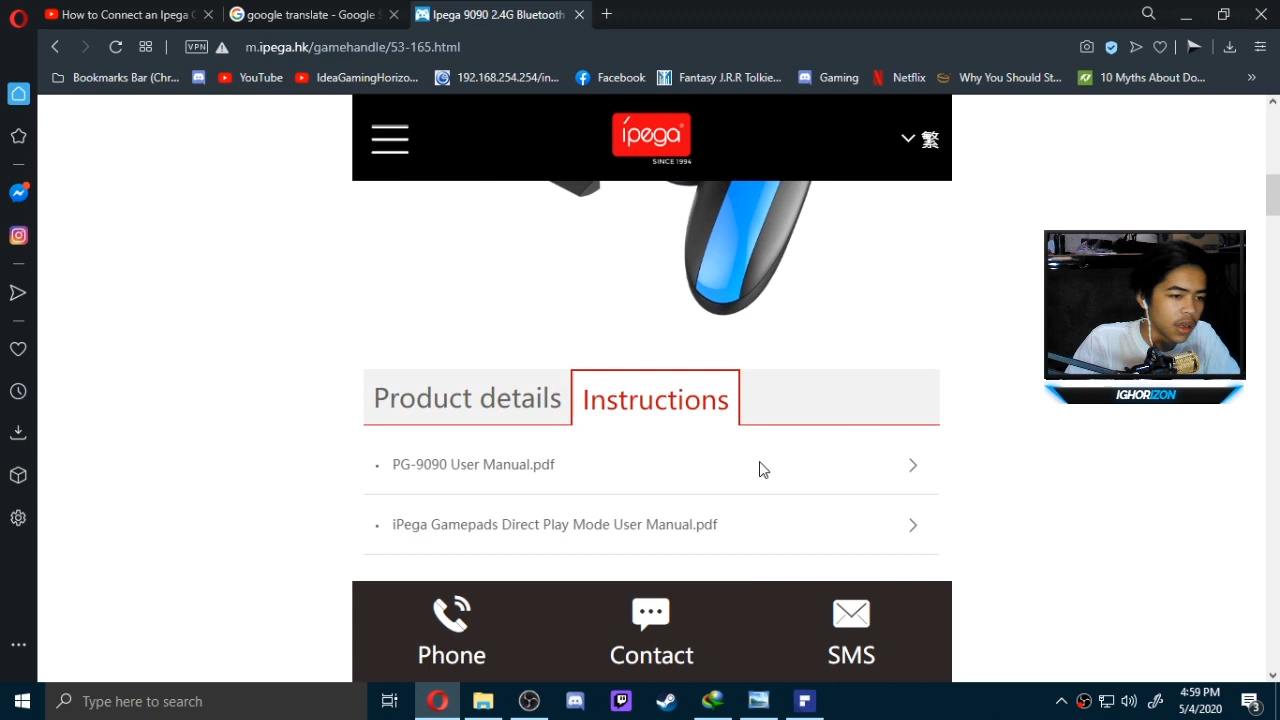 How to Connect an Ipega C
google translate - Google S
Ipega 9090 2.4G Bluetooth
VPN
m.ipega.hk/gamehandle/53-165.html
Bookmarks Bar (Chr...
YouTube
IdeaGamingHorizo...
192.168.254.254/in...
Facebook
Fantasy J.R.R Tolkie...
Gaming
Netflix
Why You Should St...
10 Myths About Do...
»
ípega®
SINCE 1994
繁
IGHORIZON
Product details
Instructions
PG-9090 User Manual.pdf
iPega Gamepads Direct Play Mode User Manual.pdf
Phone
Contact
SMS
Type here to search
4:59 PM
5/4/2020
3